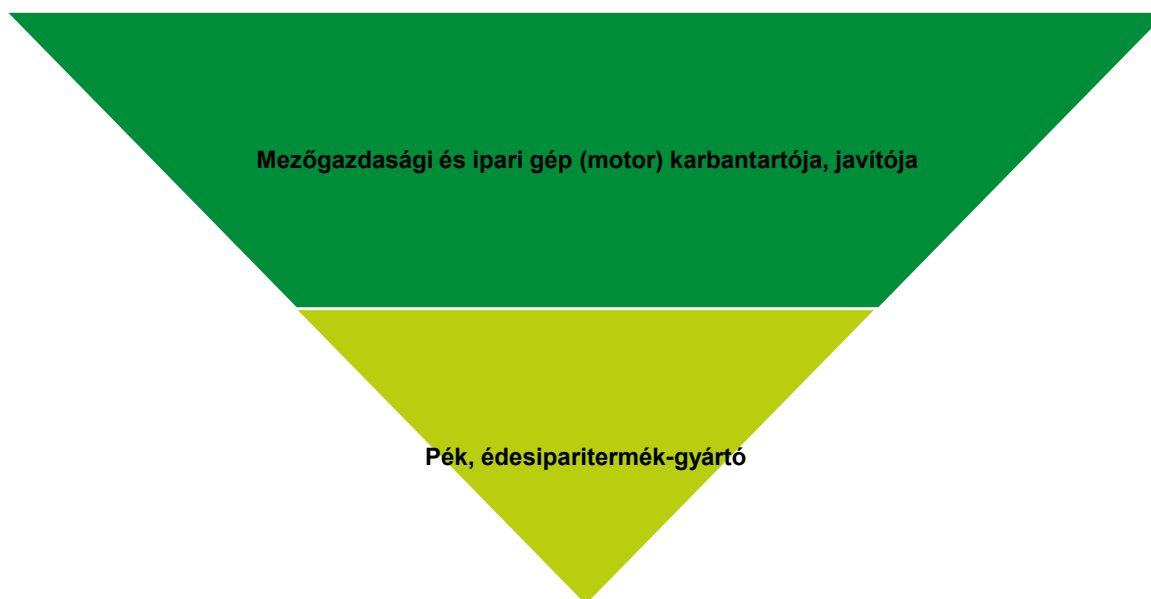 Mezőgazdasági és ipari gép (motor) karbantartója, javítója
Pék, édesiparitermék-gyártó